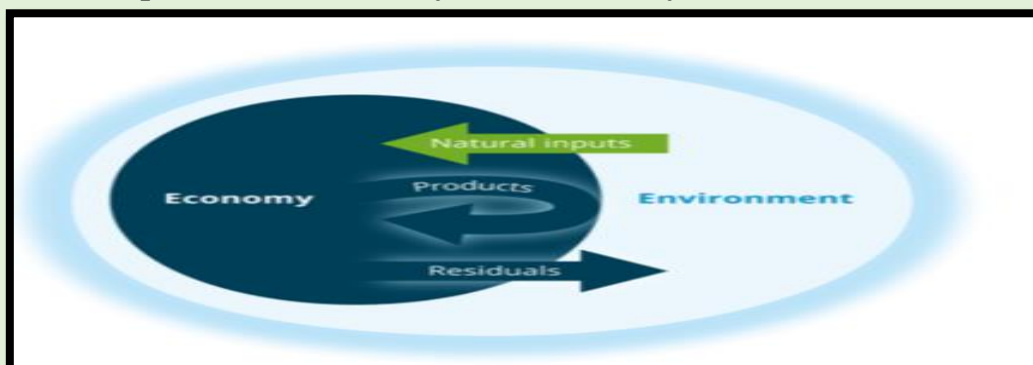 Natural inputs
Products
Economy
Environment
Residuals